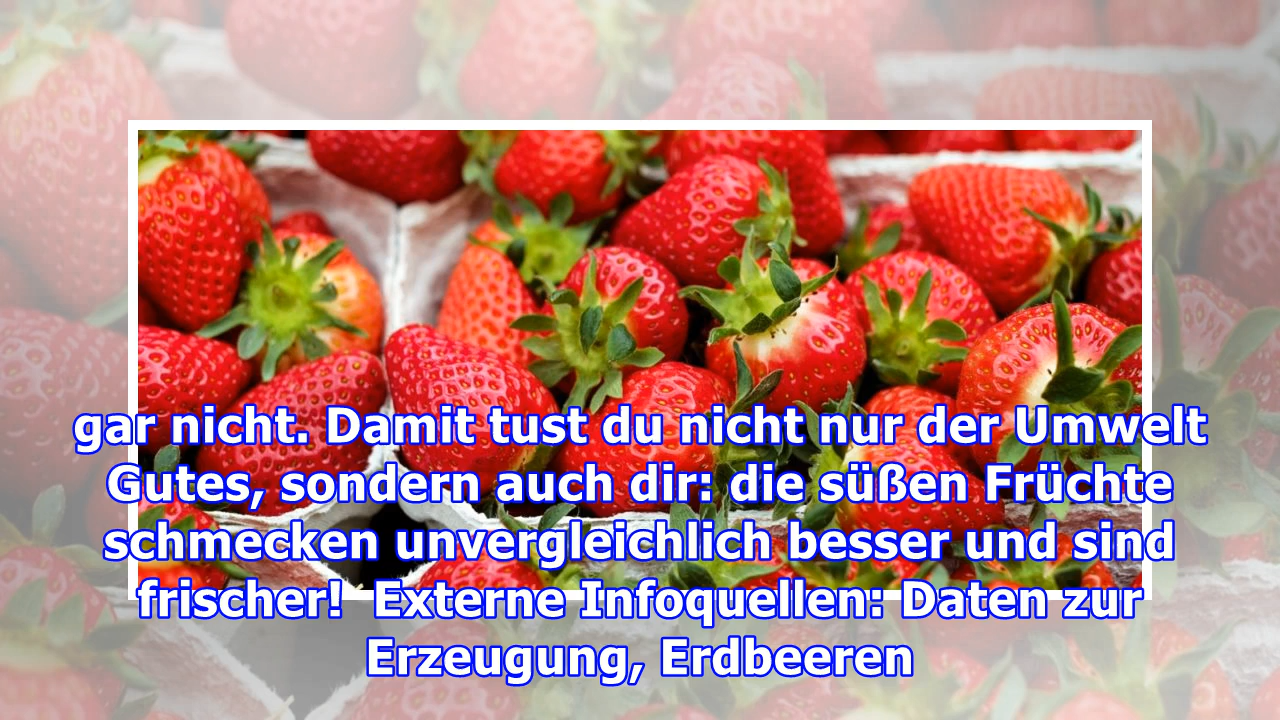 gar nicht. Damit tust du nicht nur der Umwelt
Gutes, sondern auch dir: die süßen Früchte
schmecken unvergleichlich besser und sind
frischer!  Externe Infoquellen: Daten zur
Erzeugung, Erdbeeren